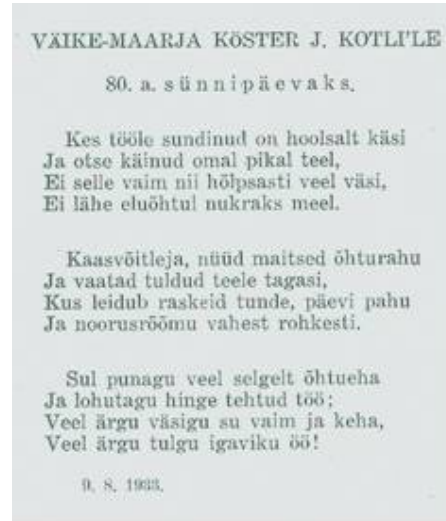 VÄIKE-MAARJA KÖSTER J. KOTLI'LE
80. a. sünnipäevaks.
Kes tööle sundinud on hoolsalt käsi
Ja otse käinud omal pikal teel,
Ei selle vaim nii hõlpsasti veel väsi,
Ei lähe eluõhtul nukraks meel.
Kaasvõitleja, nüüd maitsed õhturahu
Ja vaatad tuldud teele tagasi,
Kus leidub raskeid tunde, päevi pahu
Ja noorusrõõmu vahest rohkesti.
Sul punagu veel selgelt õhtueha
Ja lohutagu hinge tehtud töö;
Veel ärgu väsigu su vaim ja keha,
Veel ärgu tulgu igaviku öö!
9. 8. 1933.